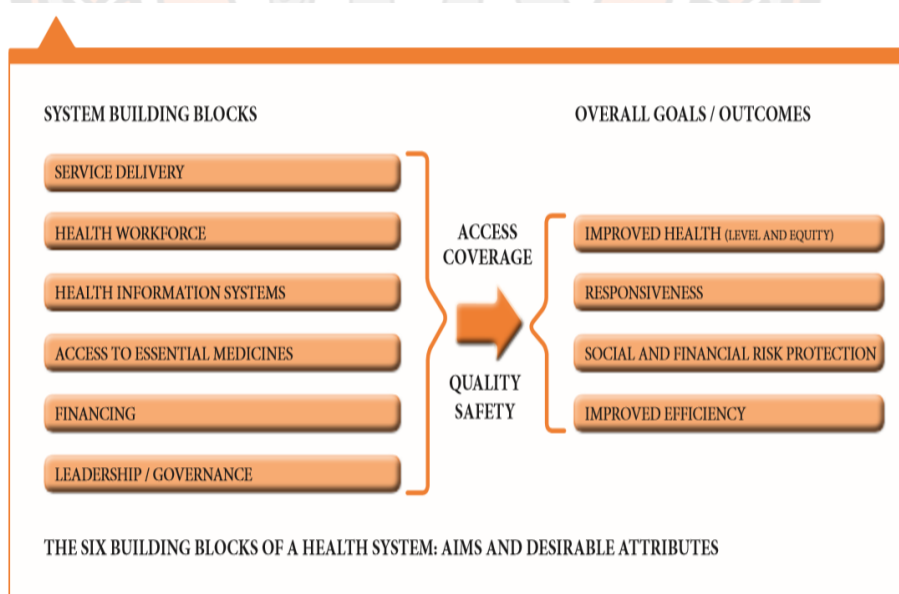 SYSTEM BUILDING BLOCKS
SERVICE DELIVERY
HEALTH WORKFORCE
HEALTH INFORMATION SYSTEMS
ACCESS TO ESSENTIAL MEDICINES
FINANCING
LEADERSHIP / GOVERNANCE
ACCESS
COVERAGE
QUALITY
SAFETY
OVERALL GOALS / OUTCOMES
IMPROVED HEALTH (LEVEL AND EQUITY)
RESPONSIVENESS
SOCIAL AND FINANCIAL RISK PROTECTION
IMPROVED EFFICIENCY
THE SIX BUILDING BLOCKS OF A HEALTH SYSTEM: AIMS AND DESIRABLE ATTRIBUTES